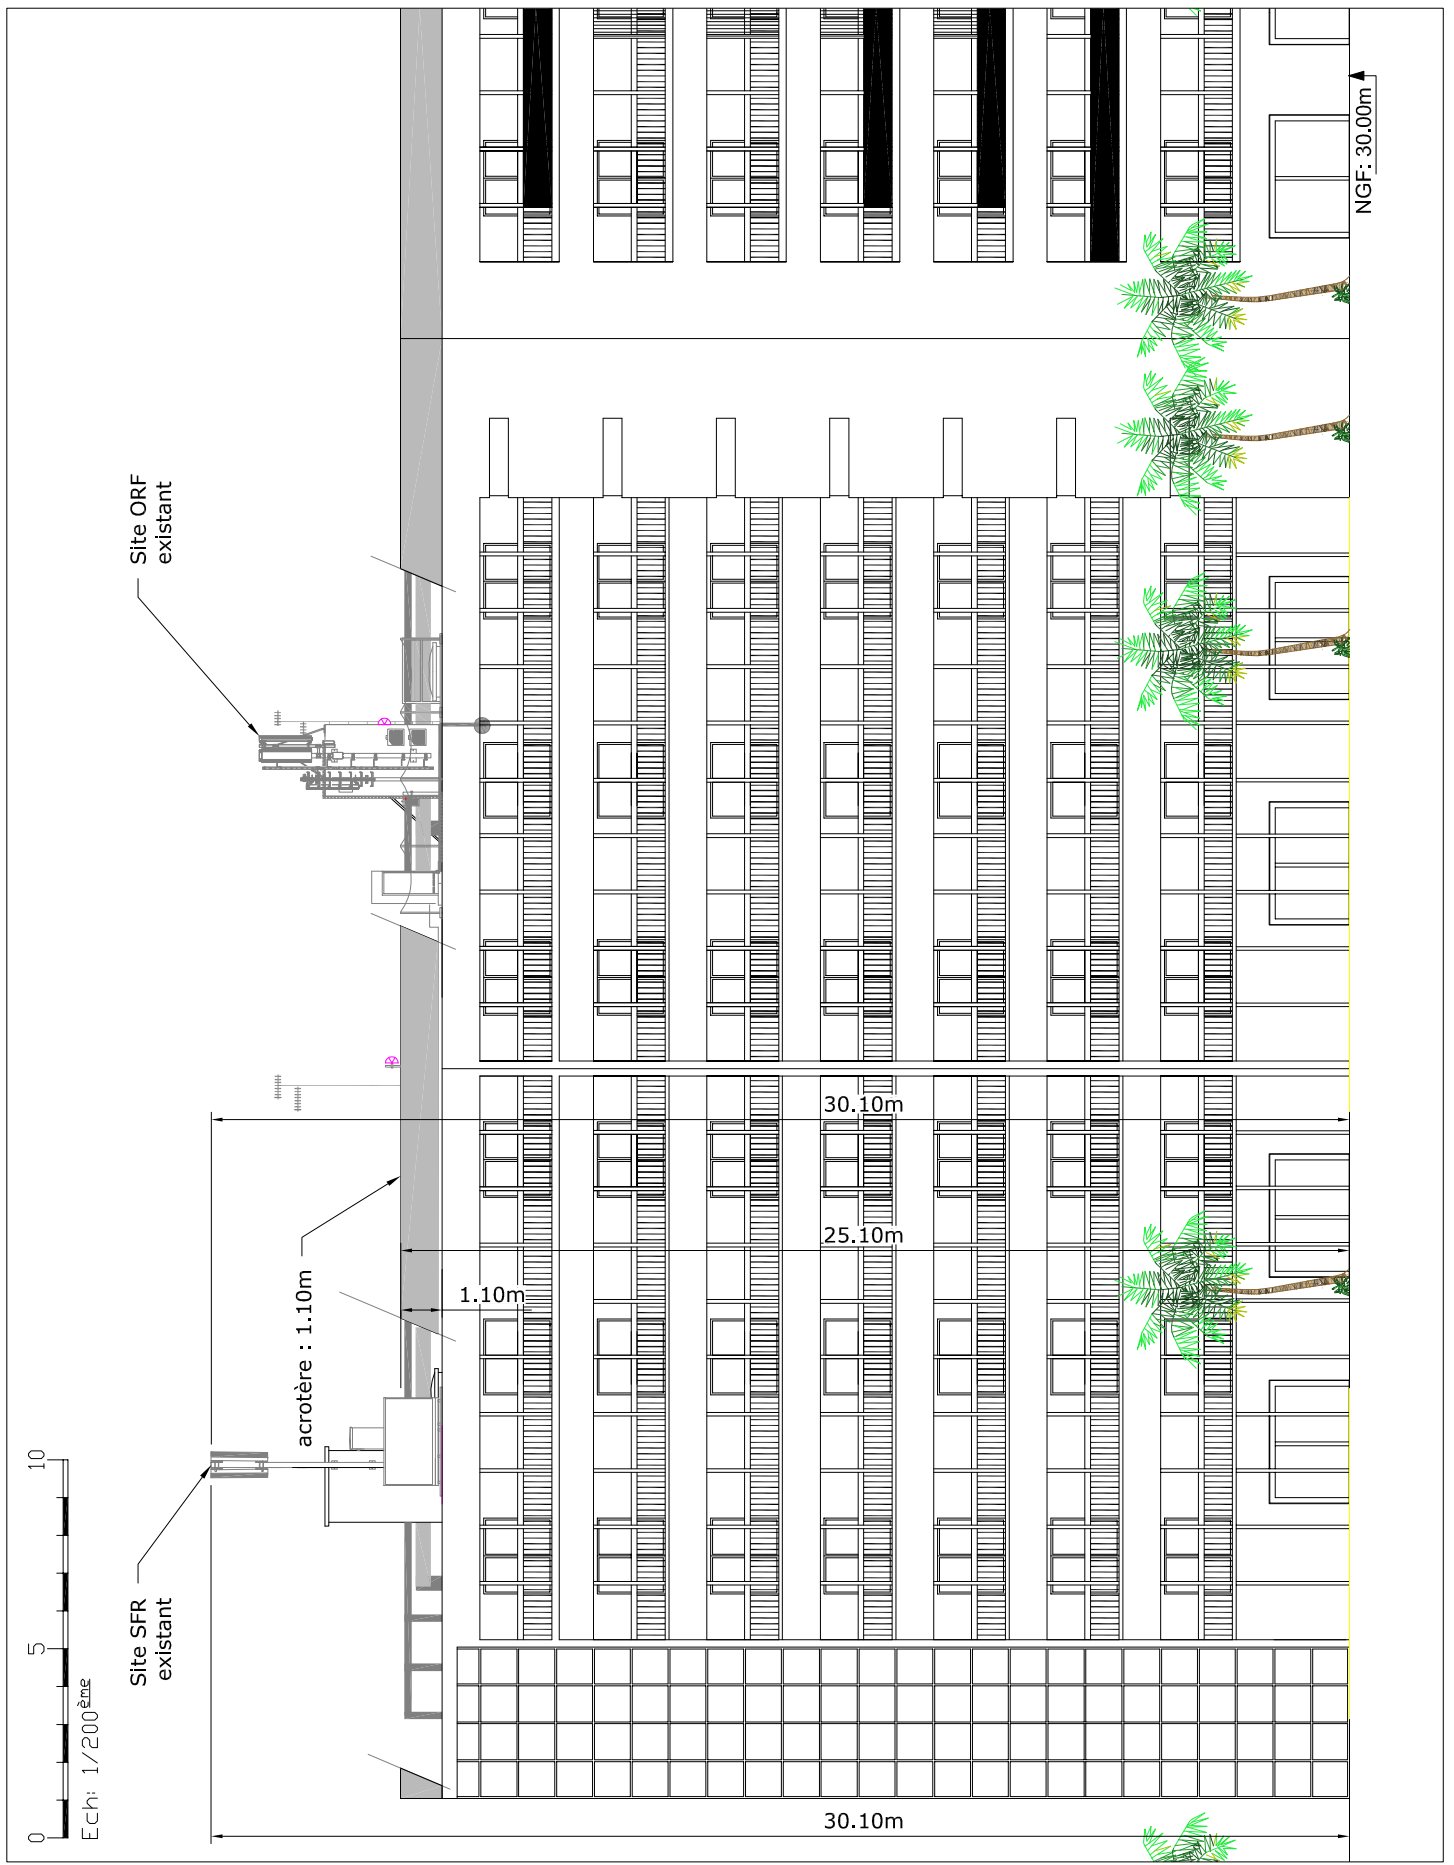 0
5
10
Ech: 1/200ème
Site SFR
existant
Site ORF
existant
acrotère : 1.10m
1.10m
30.10m
25.10m
30.10m
NGF: 30.00m